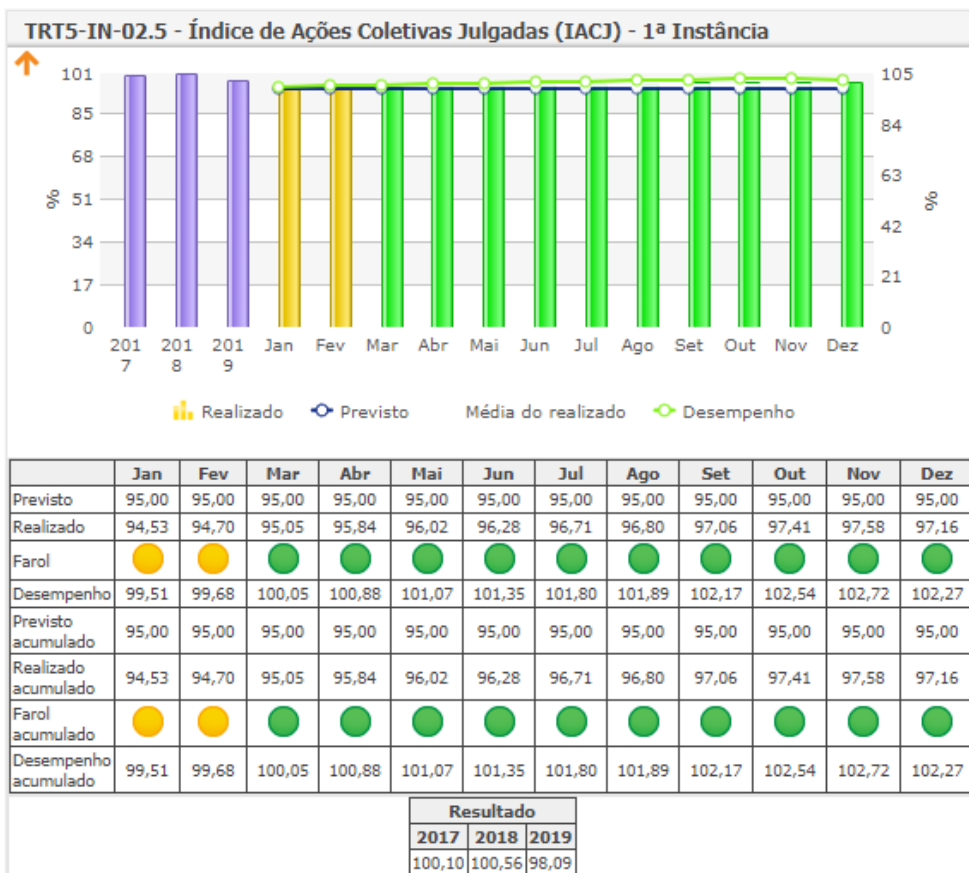 TRT5-IN-02.5 - Índice de Ações Coletivas Julgadas (IACJ) - 1ª Instância
101 105
85 84
68 63
% %
51 42
34 21
17
0 0
201 201 201 Jan Fev Mar Abr Mai Jun Jul Ago Set Out Nov Dez
7 8 9
Realizado Previsto Média do realizado Desempenho
Jan Fev Mar Abr Mai Jun Jul Ago Set Out Nov Dez
Previsto 95,00 95,00 95,00 95,00 95,00 95,00 95,00 95,00 95,00 95,00 95,00 95,00
Realizado 94,53 94,70 95,05 95,84 96,02 96,28 96,71 96,80 97,06 97,41 97,58 97,16
Farol
Desempenho 99,51 99,68 100,05 100,88 101,07 101,35 101,80 101,89 102,17 102,54 102,72 102,27
Previsto
acumulado 95,00 95,00 95,00 95,00 95,00 95,00 95,00 95,00 95,00 95,00 95,00 95,00
Realizado
acumulado 94,53 94,70 95,05 95,84 96,02 96,28 96,71 96,80 97,06 97,41 97,58 97,16
Farol
acumulado
Desempenho
acumulado 99,51 99,68 100,05 100,88 101,07 101,35 101,80 101,89 102,17 102,54 102,72 102,27
Resultado
2017 2018 2019
100,10 100,56 98,09